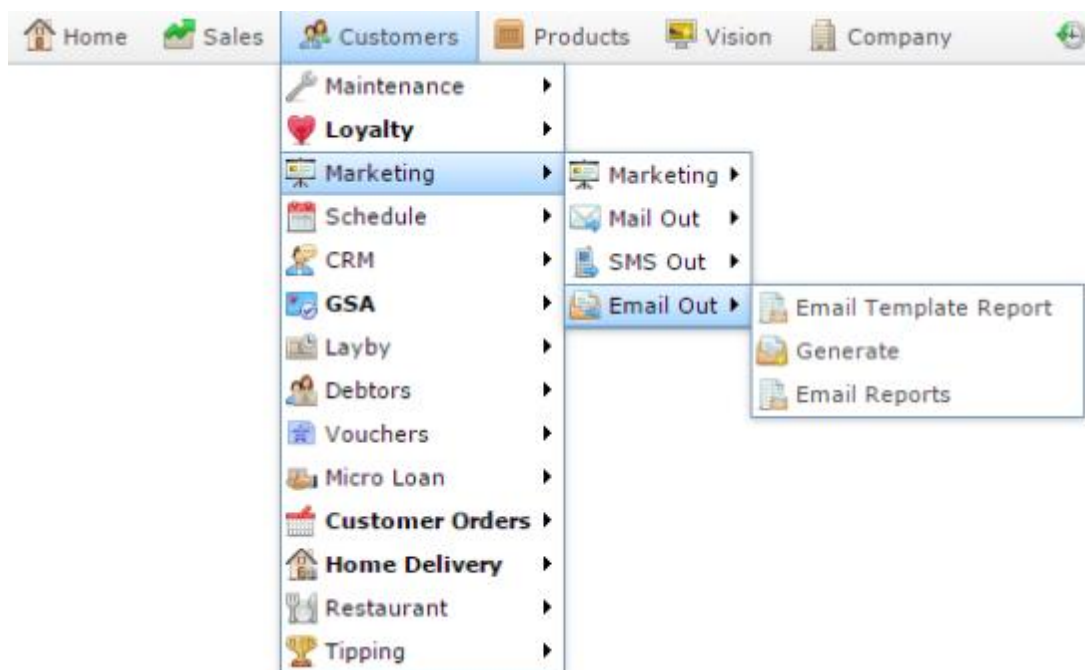 Home Sales Customers Products Vision Company
Maintenance
Loyalty
Marketing
Schedule
CRM
GSA
Layby
Debtors
Vouchers
Micro Loan
Customer Orders
Home Delivery
Restaurant
Tipping
Marketing
Mail Out
SMS Out
Email Out
Email Template Report
Generate
Email Reports